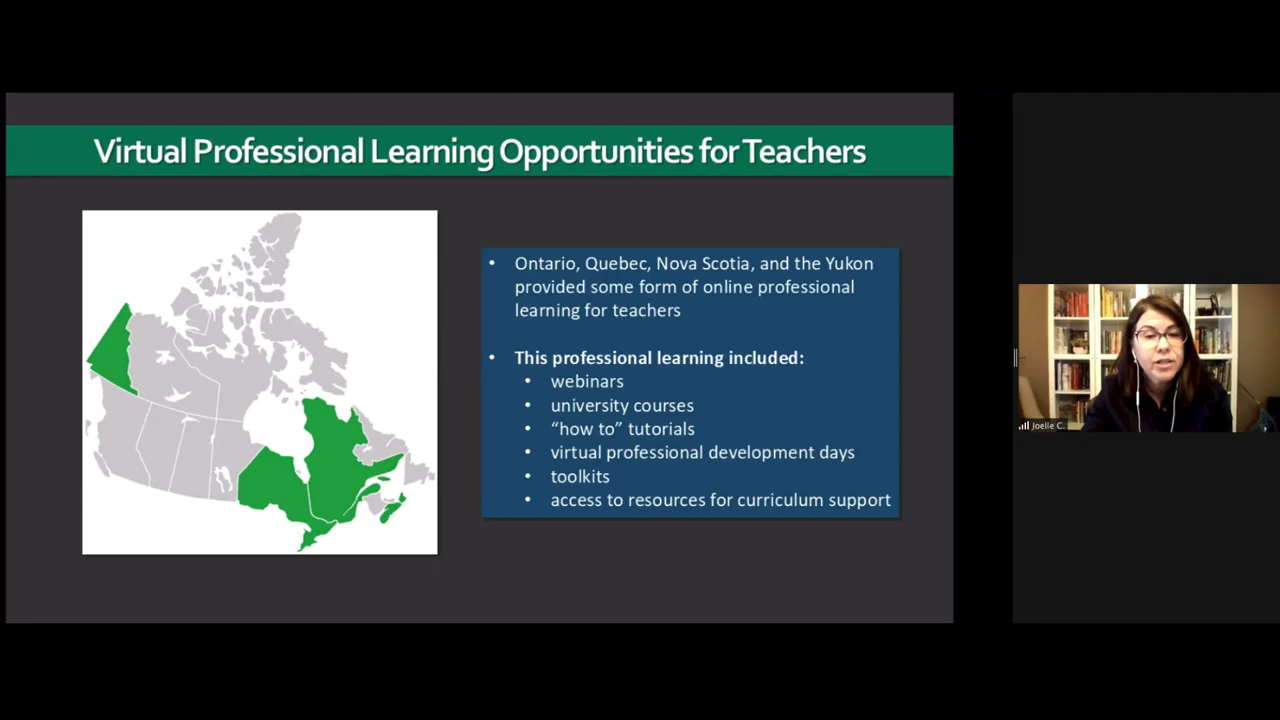 Virtual Professional Learning Opportunities for Teachers
• Ontario, Quebec, Nova Scotia, and the Yukon
provided some form of online professional
learning for teachers
• This professional learning included:
• webinars
• university courses
• “how to” tutorials
• virtual professional development days
• toolkits
• access to resources for curriculum support
Joelle C.